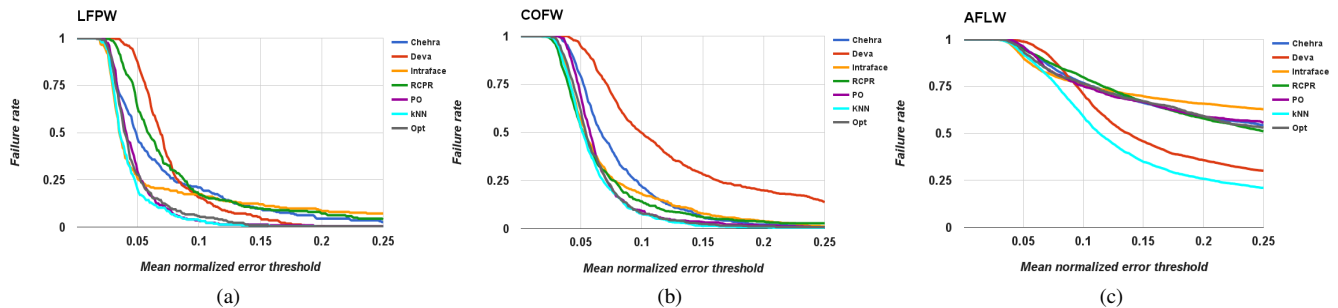 LFPW
Failure rate
1
0.75
0.5
0.25
0
0.05
0.1
0.15
0.2
0.25
Mean normalized error threshold
Chehra
Deva
Intraface
RCPR
PO
kNN
Opt
(a)
COFW
Failure rate
1
0.75
0.5
0.25
0
0.05
0.1
0.15
0.2
0.25
Mean normalized error threshold
Chehra
Deva
Intraface
RCPR
PO
KNN
Opt
(b)
AFLW
Failure rate
1
0.75
0.5
0.25
0
0.05
0.1
0.15
0.2
0.25
Mean normalized error threshold
Chehra
Deva
Intraface
RCPR
PO
kNN
Opt
(c)